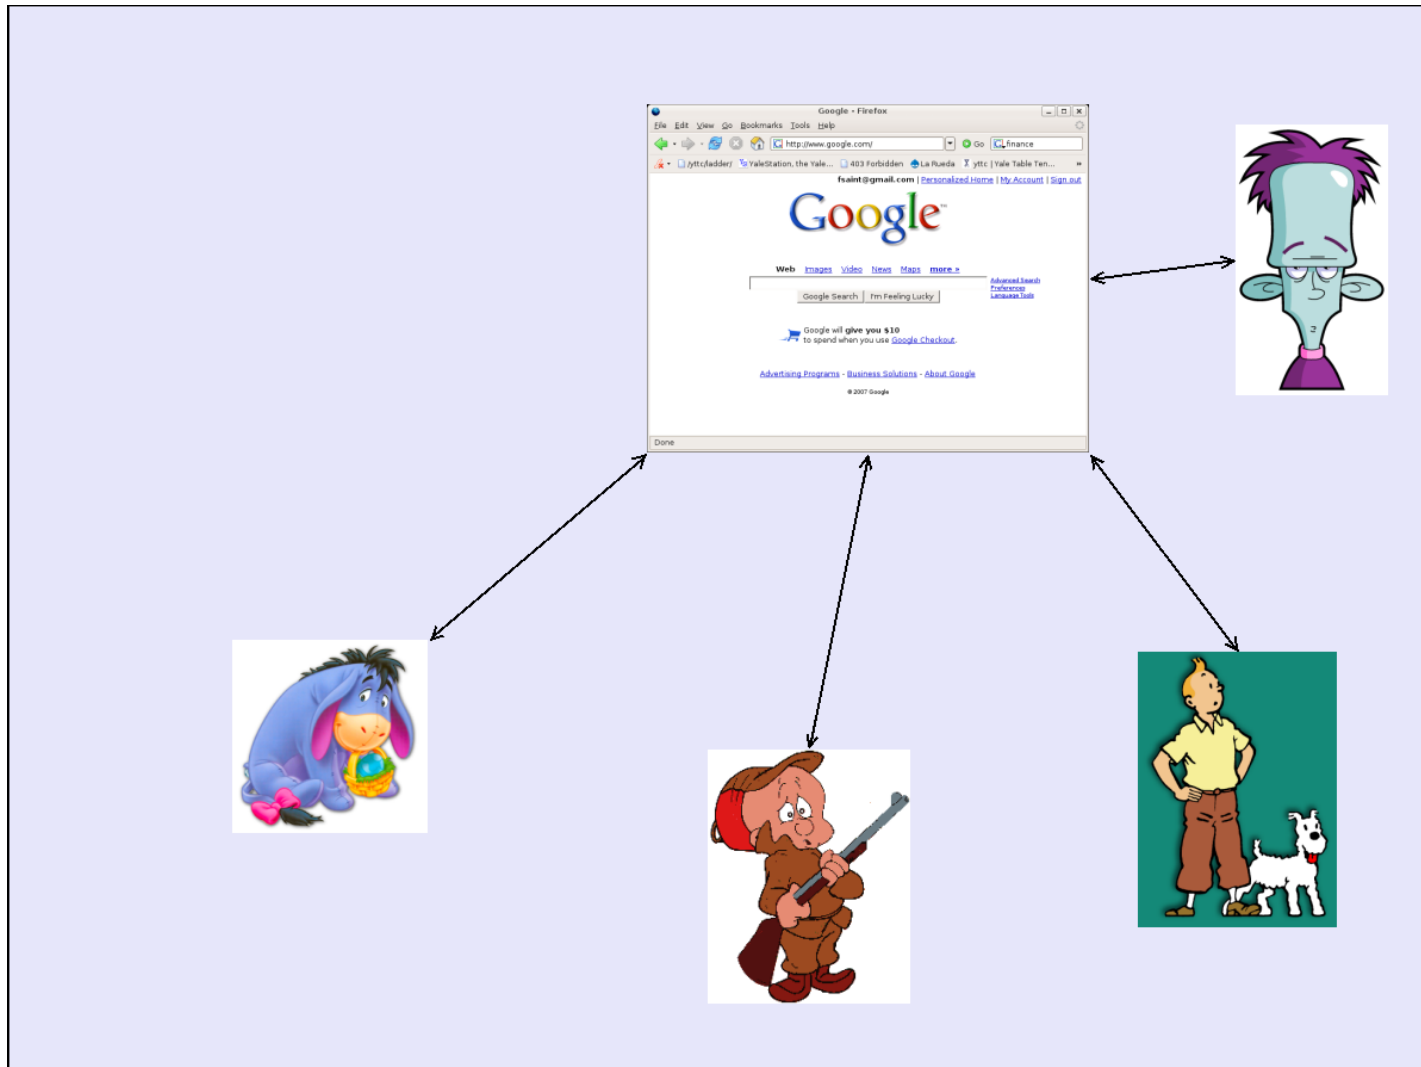 Google - Firefox
File Edit View Go Bookmarks Tools Help
http://www.google.com/ Go finance
/yttc/ladder/ YaleStation, the Yale... 403 Forbidden La Rueda yttc | Yale Table Ten... »
fsaint@gmail.com | Personalized Home | My Account | Sign out
Google™
Web Images Video News Maps more »
Advanced Search
Preferences
Language Tools
Google Search I'm Feeling Lucky
Google will give you $10
to spend when you use Google Checkout.
Advertising Programs - Business Solutions - About Google
© 2007 Google
Done